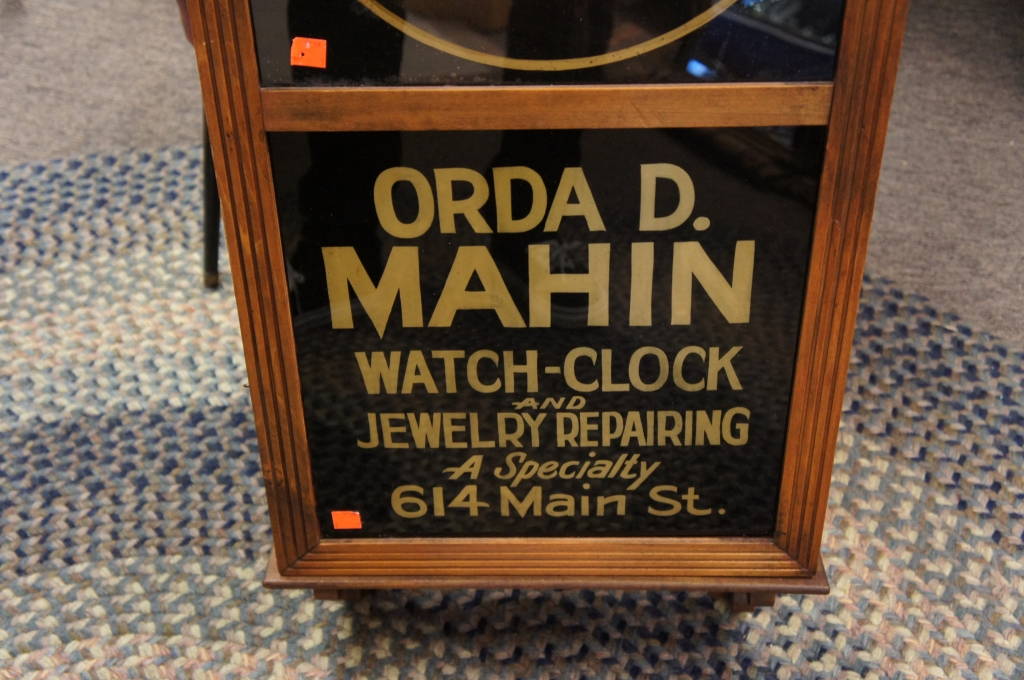 ORDA D.
MAHIN
WATCH-CLOCK
AND
JEWELRY REPAIRING
A Specialty
614 Main St.